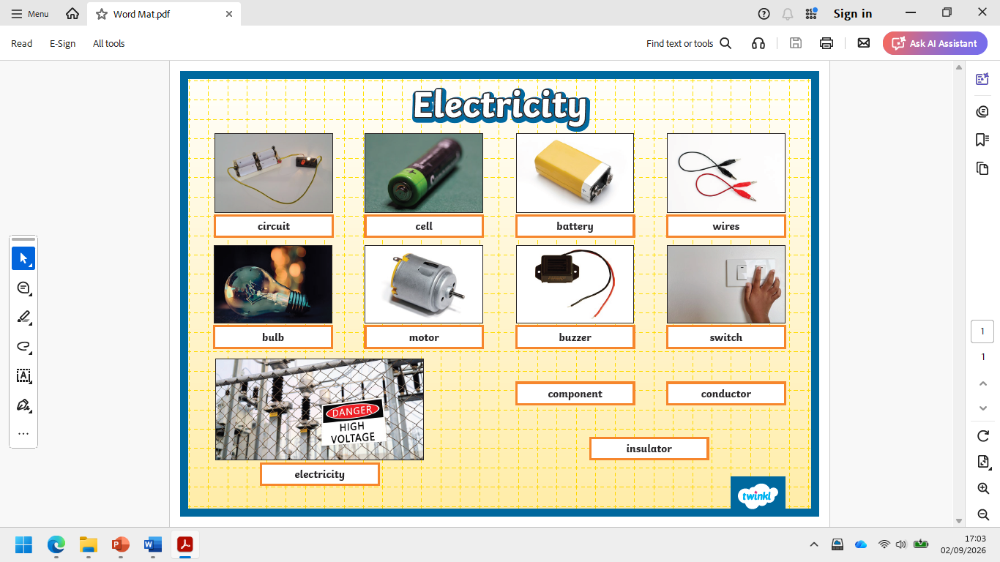 Menu
Word Mat.pdf
Sign in
Read
E-Sign
All tools
Find text or tools
Ask AI Assistant
Electricity
circuit
cell
battery
wires
bulb
motor
buzzer
switch
DANGER
HIGH
VOLTAGE
component
conductor
insulator
electricity
twinkl
1
1
17:03
02/09/2026